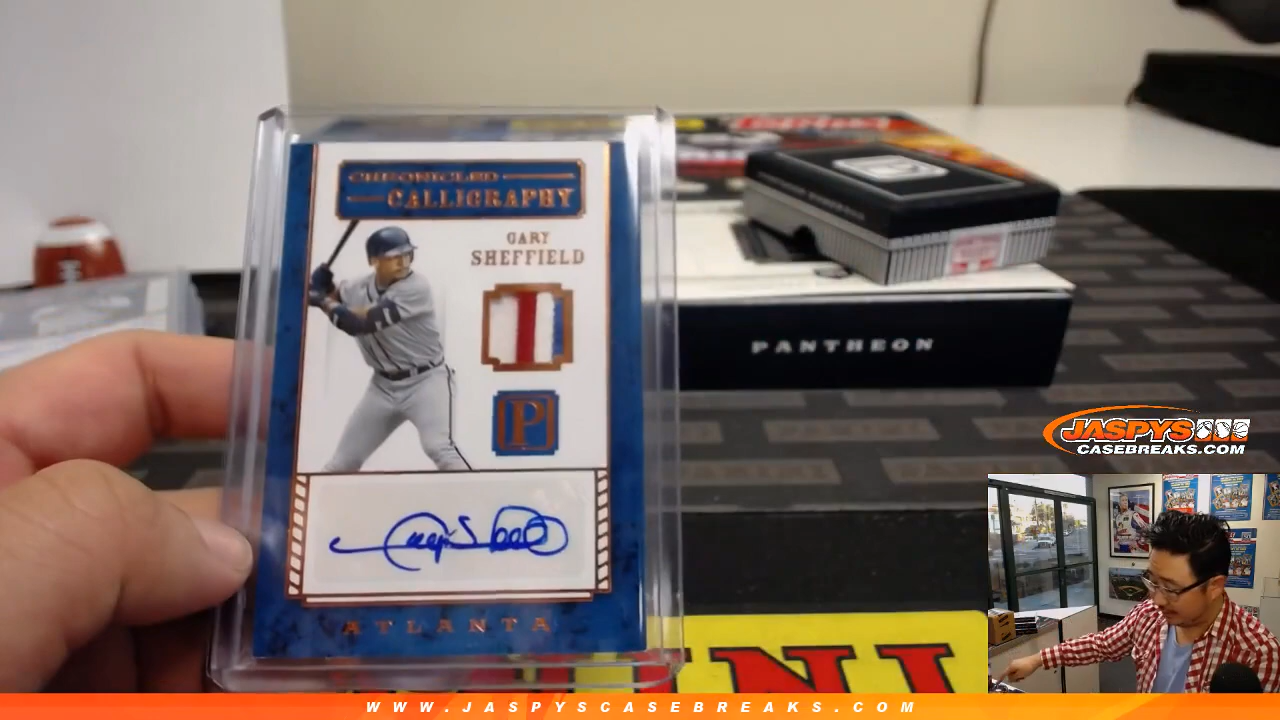 CHRONICLED
CALLIGRAPHY
GARY
SHEFFIELD
P
ATLANTA
PANTHEON
JASPYS
CASEBREAKS.COM
WWW.JASPYSCASEBREAKS.COM